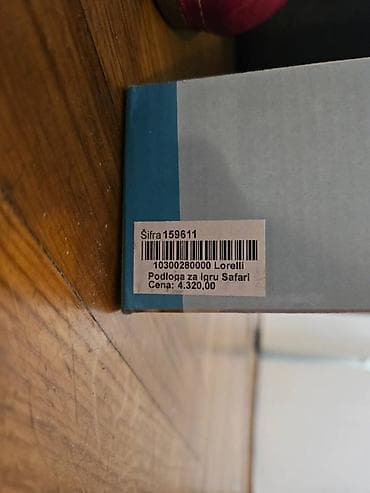 Šifra 159611
10300280000 Lorelli
Podloga za igru Safari
Cena: 4.320,00